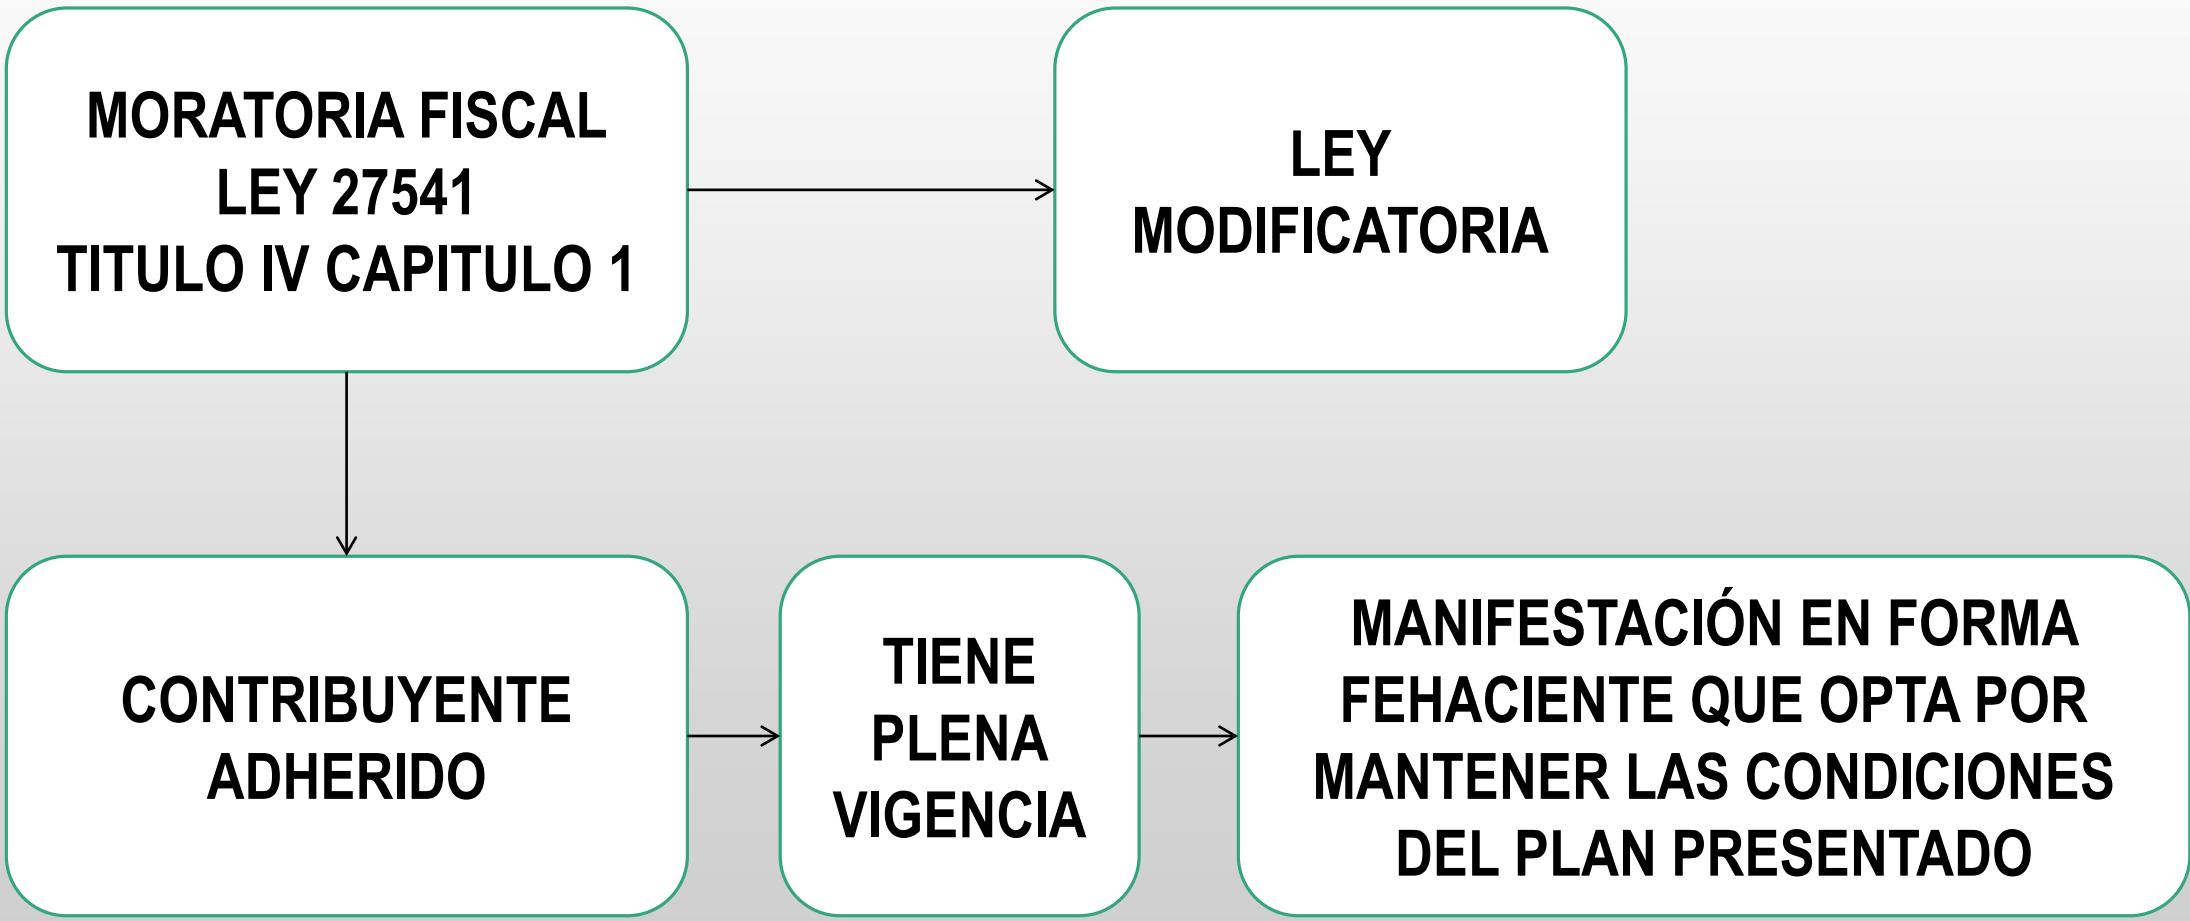 MORATORIA FISCAL
LEY 27541
TITULO IV CAPITULO 1
LEY
MODIFICATORIA
CONTRIBUYENTE
ADHERIDO
TIENE
PLENA
VIGENCIA
MANIFESTACIÓN EN FORMA
FEHACIENTE QUE OPTA POR
MANTENER LAS CONDICIONES
DEL PLAN PRESENTADO